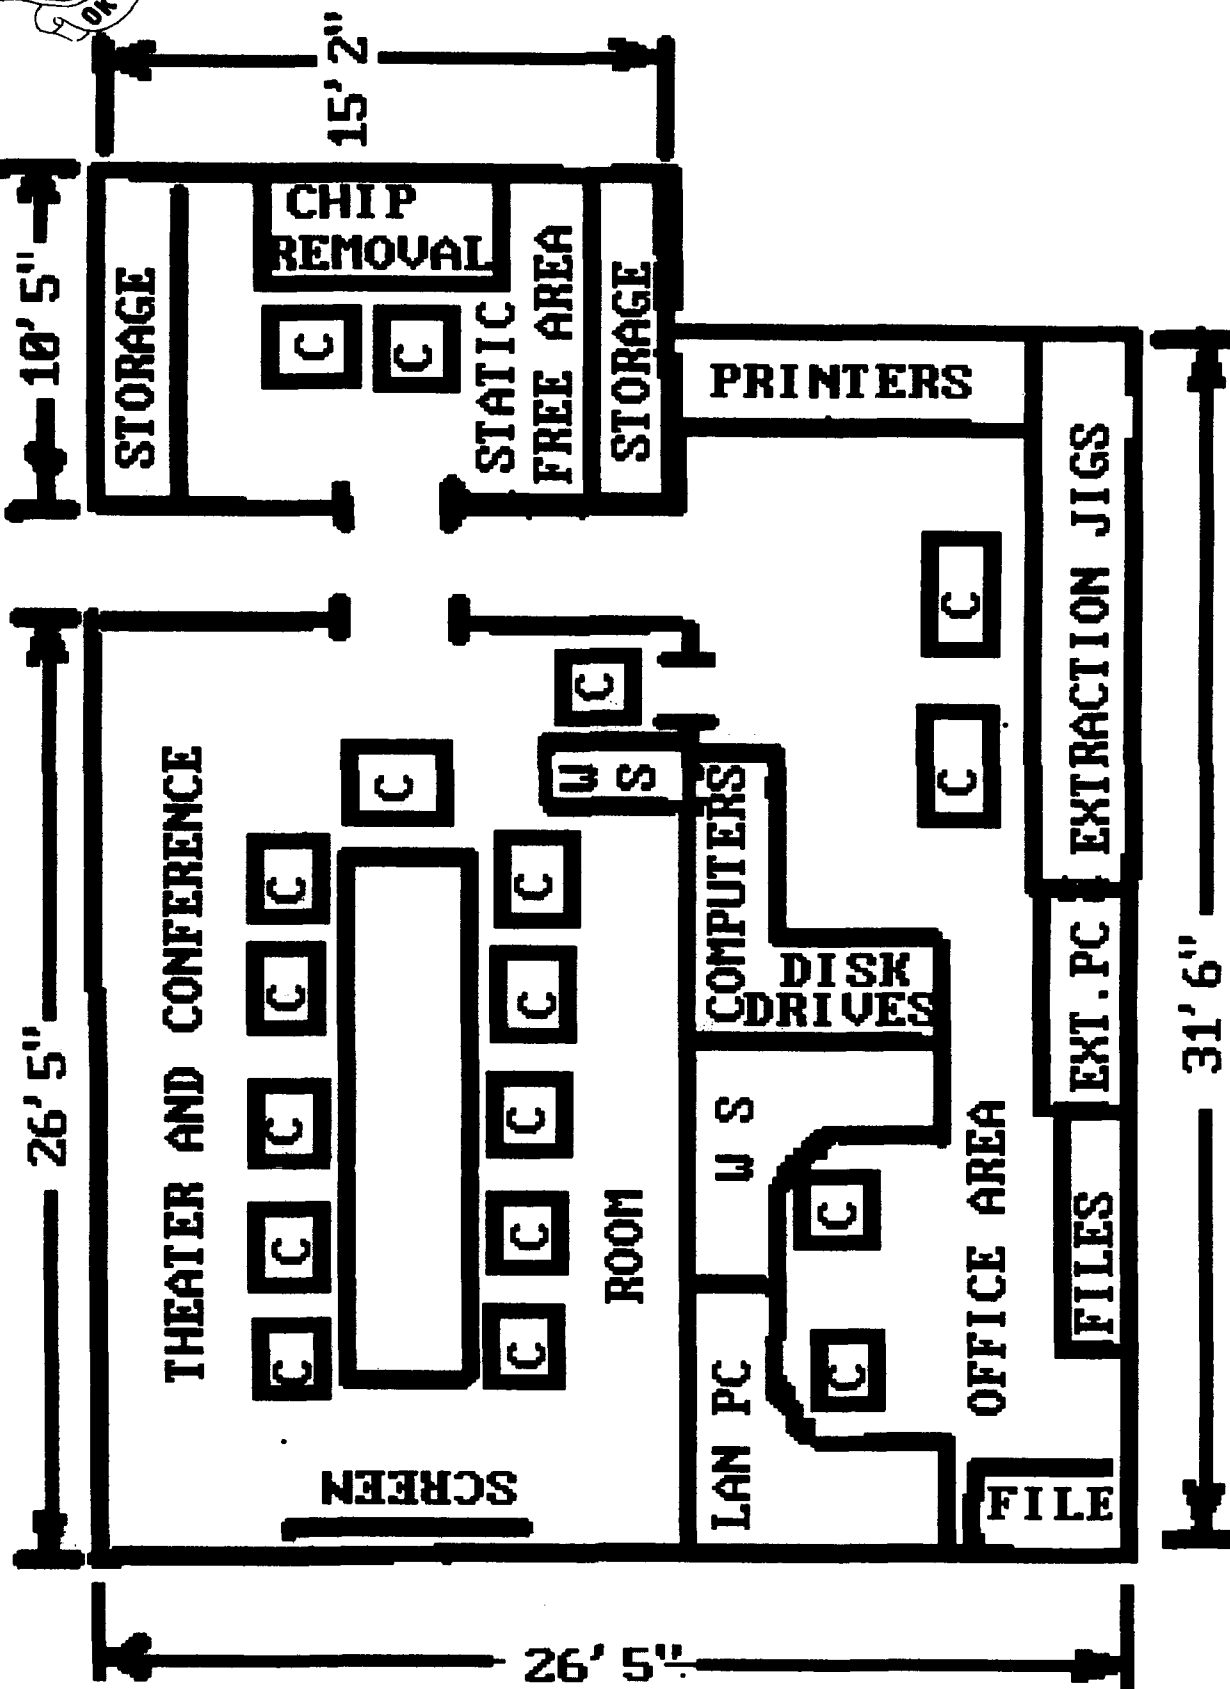 OK
15' 2"
10' 5"
STORAGE
CHIP
REMOVAL
C
C
STATIC
FREE AREA
STORAGE
PRINTERS
EXTRACTION JIGS
C
C
26' 5"
THEATER AND CONFERENCE
ROOM
C
C
C
C
C
C
C
C
C
C
C
C
W S
COMPUTERS
DISK
DRIVES
EXT.PC
31' 6"
W S
C
C
OFFICE AREA
FILES
LAN PC
FILE
SCREEN
26' 5"